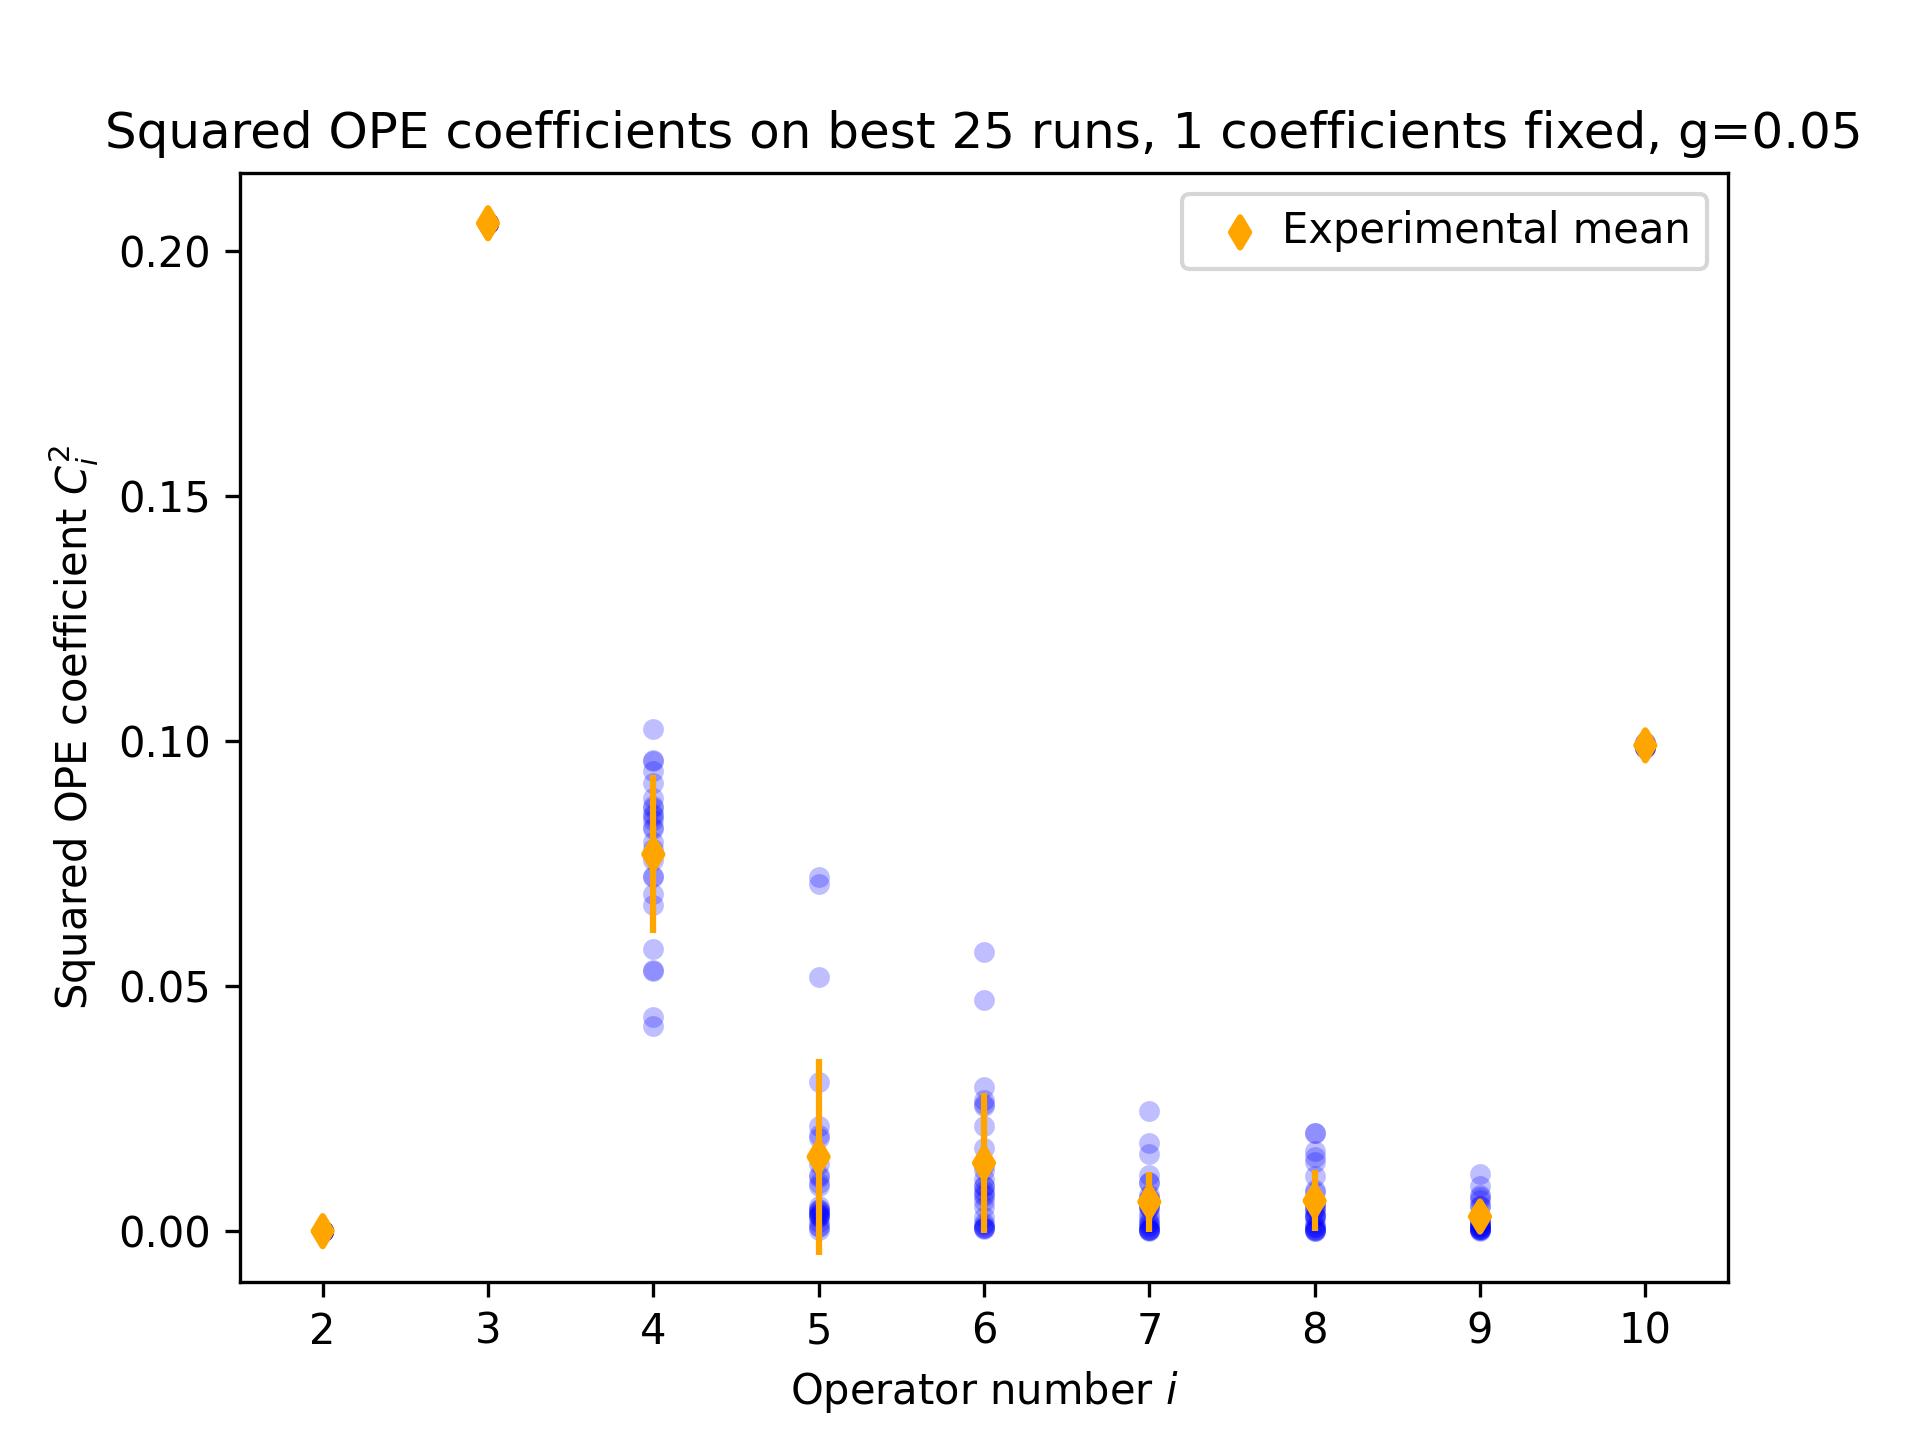 Squared OPE coefficients on best 25 runs, 1 coefficients fixed, g=0.05
Experimental mean
0.20
0.15
0.10
0.05
0.00
Squared OPE coefficient $C_i^2$
2 3 4 5 6 7 8 9 10
Operator number i